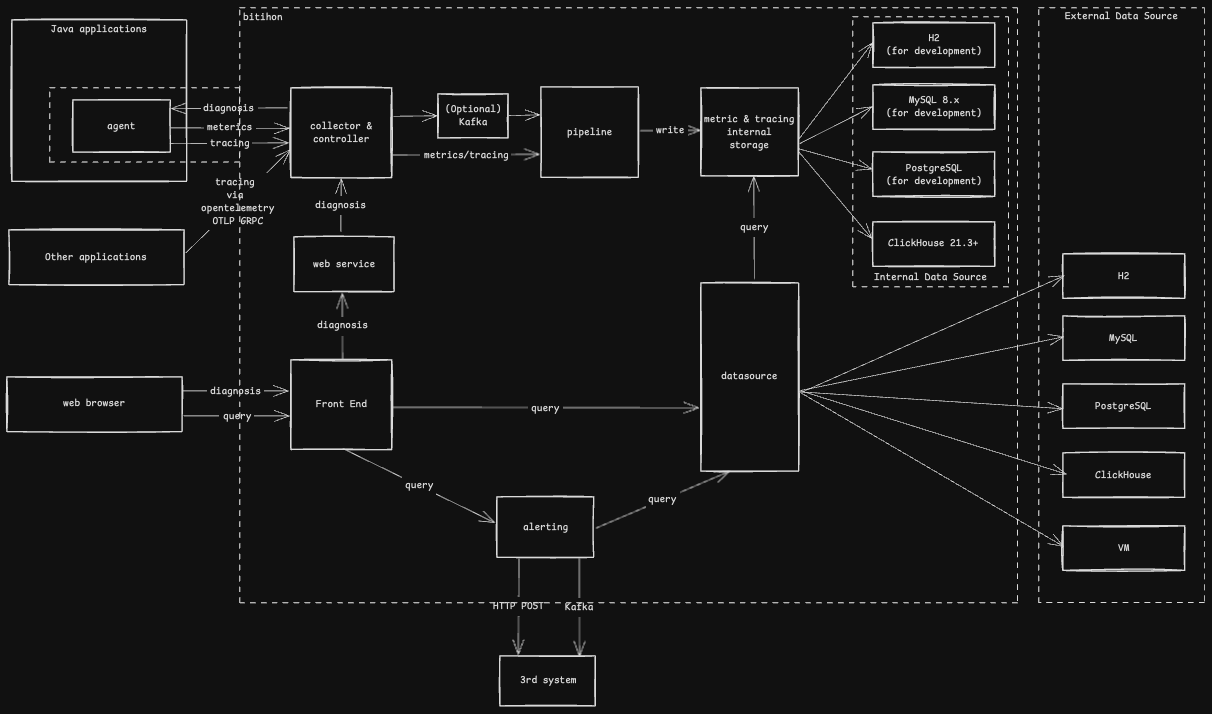 bitihon
Java applications
External Data Source
H2
(for development)
agent
diagnosis
meterics
tracing
collector &
controller
(Optional)
Kafka
metrics/tracing
pipeline
write
metric & tracing
internal
storage
MySQL 8.x
(for development)
PostgreSQL
(for development)
ClickHouse 21.3+
Internal Data Source
tracing
via
opentelemetry
OTLP GRPC
Other applications
diagnosis
web service
query
diagnosis
H2
MySQL
PostgreSQL
ClickHouse
VM
web browser
diagnosis
query
Front End
query
datasource
query
alerting
query
HTTP POST
Kafka
3rd system